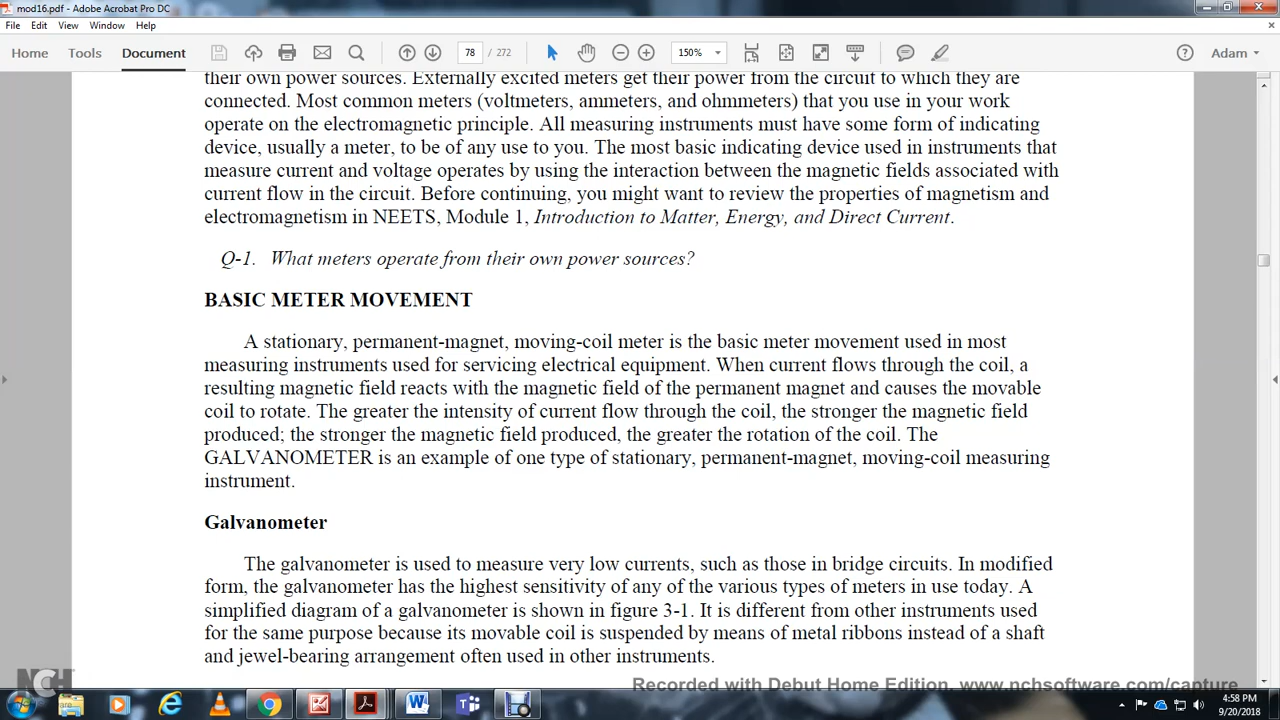 mod16.pdf - Adobe Acrobat Pro DC
File Edit View Window Help
Home Tools Document 78 / 272 150% Adam
their own power sources. Externally excited meters get their power from the circuit to which they are
connected. Most common meters (voltmeters, ammeters, and ohmmeters) that you use in your work
operate on the electromagnetic principle. All measuring instruments must have some form of indicating
device, usually a meter, to be of any use to you. The most basic indicating device used in instruments that
measure current and voltage operates by using the interaction between the magnetic fields associated with
current flow in the circuit. Before continuing, you might want to review the properties of magnetism and
electromagnetism in NEETS, Module 1, Introduction to Matter, Energy, and Direct Current.
Q-1. What meters operate from their own power sources?
BASIC METER MOVEMENT
A stationary, permanent-magnet, moving-coil meter is the basic meter movement used in most
measuring instruments used for servicing electrical equipment. When current flows through the coil, a
resulting magnetic field reacts with the magnetic field of the permanent magnet and causes the movable
coil to rotate. The greater the intensity of current flow through the coil, the stronger the magnetic field
produced; the stronger the magnetic field produced, the greater the rotation of the coil. The
GALVANOMETER is an example of one type of stationary, permanent-magnet, moving-coil measuring
instrument.
Galvanometer
The galvanometer is used to measure very low currents, such as those in bridge circuits. In modified
form, the galvanometer has the highest sensitivity of any of the various types of meters in use today. A
simplified diagram of a galvanometer is shown in figure 3-1. It is different from other instruments used
for the same purpose because its movable coil is suspended by means of metal ribbons instead of a shaft
and jewel-bearing arrangement often used in other instruments.
NCH
Recorded with Debut Home Edition. www.nchsoftware.com/capture
4:58 PM
9/20/2018